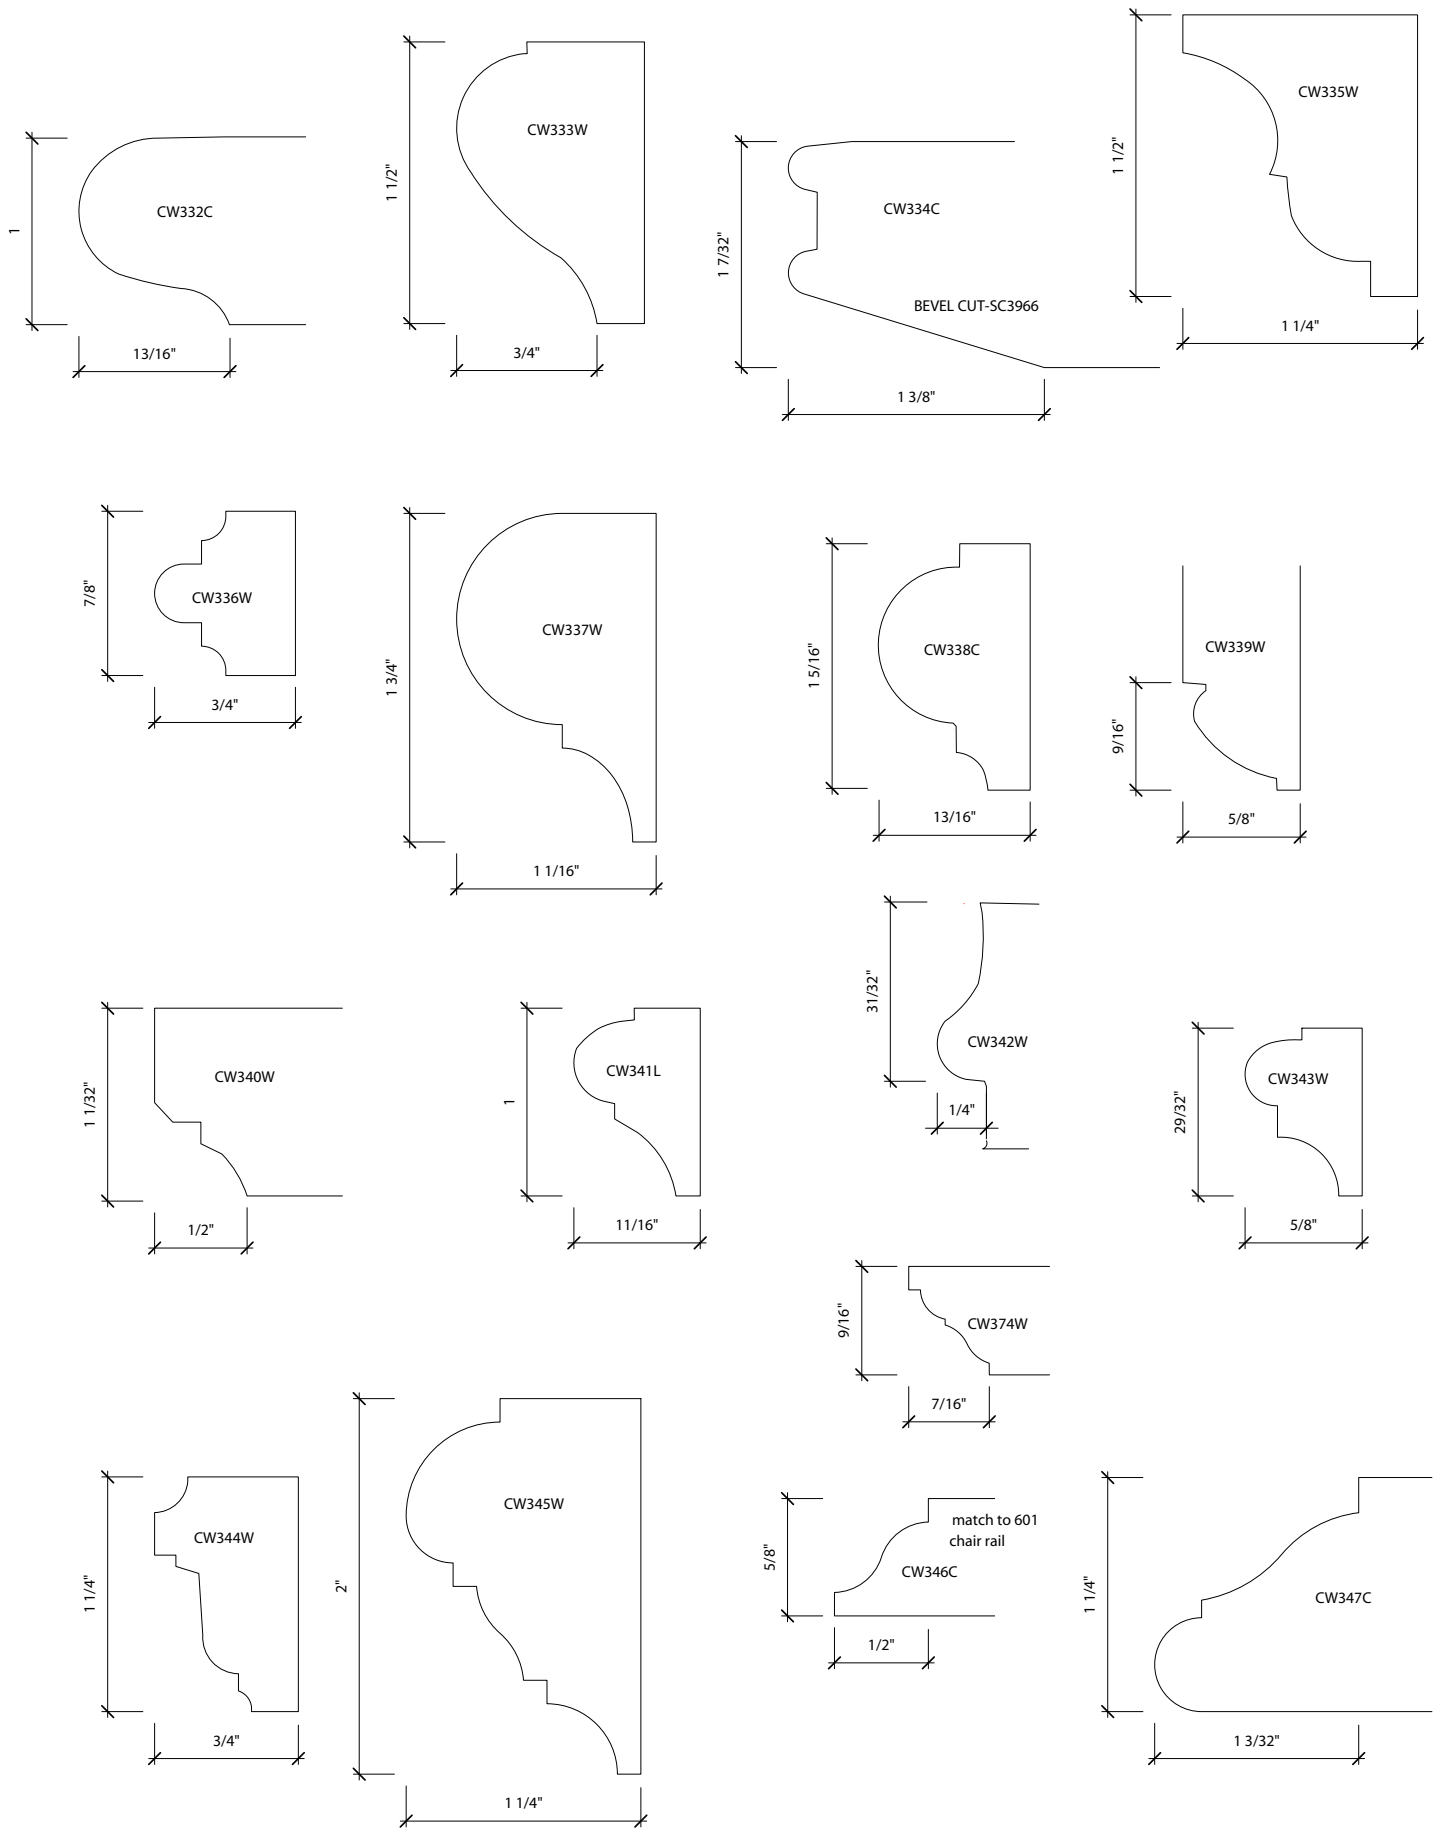 1
CW332C
13/16"
1 1/2"
CW333W
3/4"
1 7/32"
CW334C
BEVEL CUT-SC3966
1 3/8"
1 1/2"
CW335W
1 1/4"
7/8"
CW336W
3/4"
1 3/4"
CW337W
1 1/16"
1 5/16"
CW338C
13/16"
CW339W
9/16"
5/8"
1 1/32"
CW340W
1/2"
1
CW341L
11/16"
31/32"
CW342W
1/4"
29/32"
CW343W
5/8"
9/16"
CW374W
7/16"
1 1/4"
CW344W
3/4"
2"
CW345W
1 1/4"
5/8"
match to 601
chair rail
CW346C
1/2"
1 1/4"
CW347C
1 3/32"